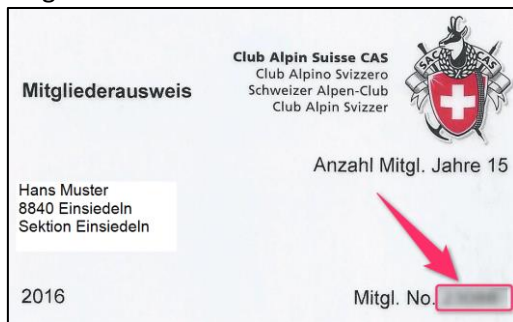 Club Alpin Suisse CAS
Club Alpino Svizzero
Schweizer Alpen-Club
Club Alpin Svizzer
SAC
CAS
Mitgliederausweis
Anzahl Mitgl. Jahre 15
Hans Muster
8840 Einsiedeln
Sektion Einsiedeln
2016
Mitgl. No.